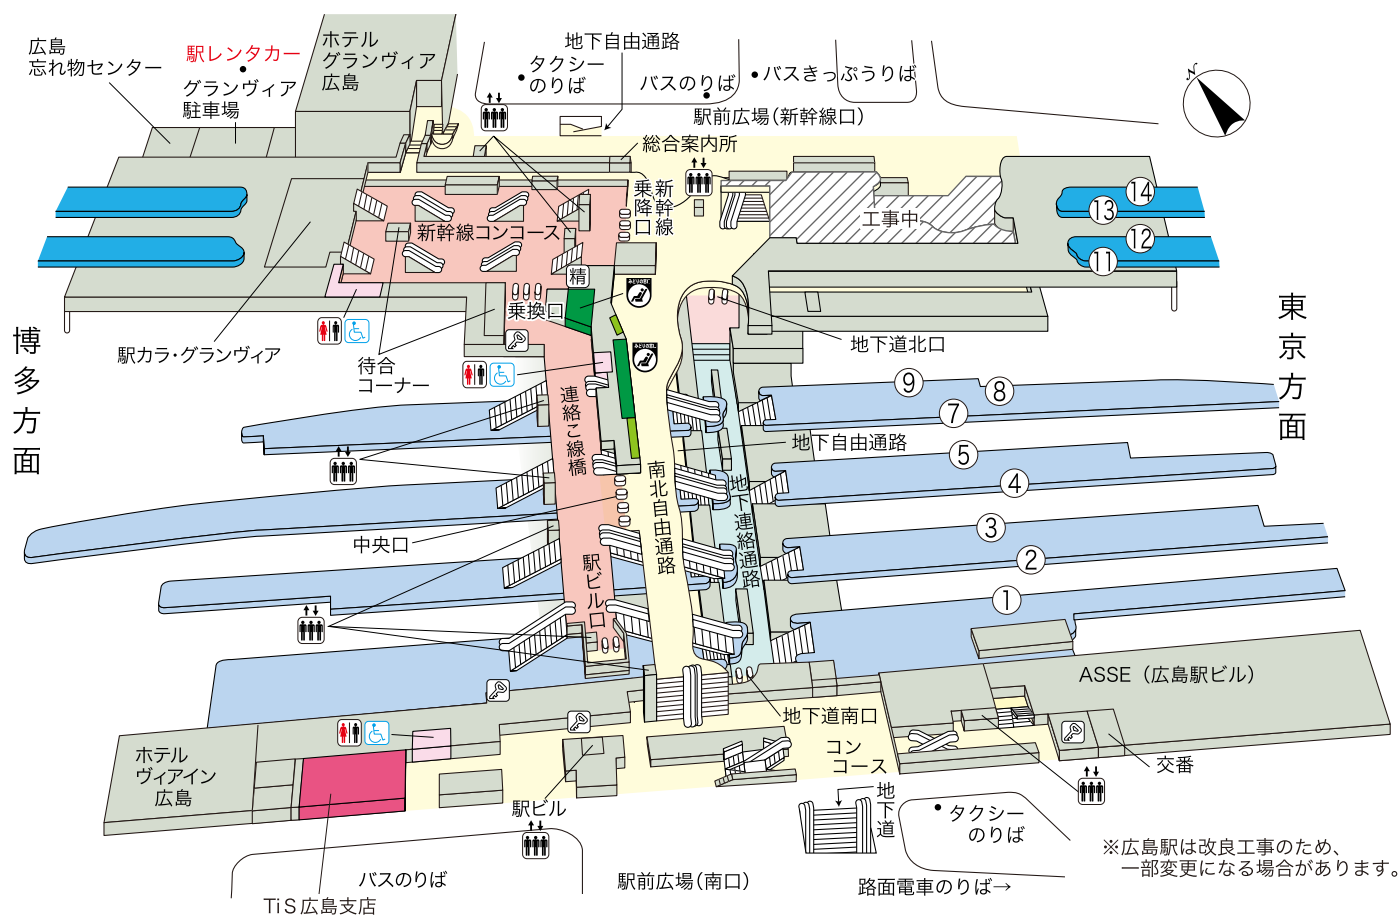 広島
忘れ物センター
駅レンタカー
グランヴィア
駐車場
ホテル
グランヴィア
広島
タクシー
のりば
地下自由通路
バスのりば
バスきっぷうりば
駅前広場(新幹線口)
N
総合案内所
新幹線
乗降口
工事中
新幹線コンコース
精
乗換口
みどりの窓口
みどりの窓口
14
13
12
11
博多方面
東京方面
駅カラ・グランヴィア
待合
コーナー
地下道北口
連絡こ線橋
地下自由通路
南北自由通路
地下連絡通路
中央口
駅ビル口
9
8
7
5
4
3
2
1
ASSE（広島駅ビル）
地下道南口
コン
コース
交番
ホテル
ヴィアイン
広島
駅ビル
地下道
タクシー
のりば
バスのりば
駅前広場(南口)
路面電車のりば→
TiS広島支店
※広島駅は改良工事のため、
一部変更になる場合があります。